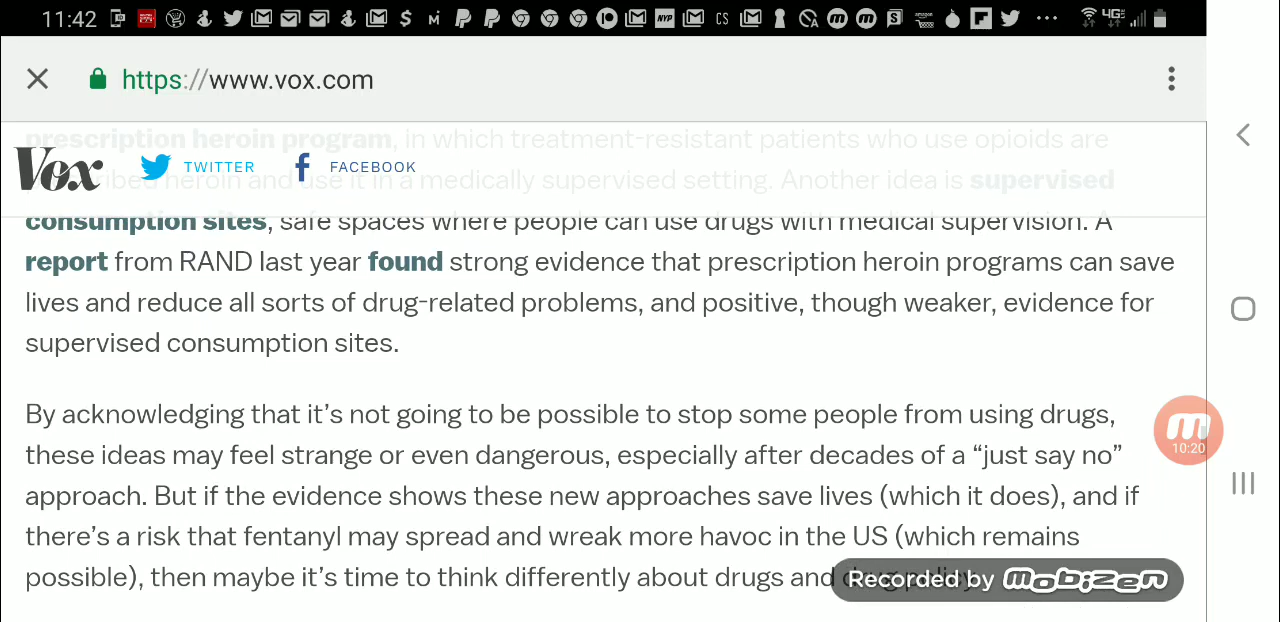 11:42
NYP
CS
4G
https://www.vox.com
prescription heroin program, in which treatment-resistant patients who use opioids are
Vox TWITTER FACEBOOK
heroin and use it in a medically supervised setting. Another idea is supervised
consumption sites, safe spaces where people can use drugs with medical supervision. A
report from RAND last year found strong evidence that prescription heroin programs can save
lives and reduce all sorts of drug-related problems, and positive, though weaker, evidence for
supervised consumption sites.
By acknowledging that it's not going to be possible to stop some people from using drugs,
these ideas may feel strange or even dangerous, especially after decades of a “just say no”
approach. But if the evidence shows these new approaches save lives (which it does), and if
there's a risk that fentanyl may spread and wreak more havoc in the US (which remains
possible), then maybe it's time to think differently about drugs and drug policy.
10:20
Recorded by mobizen